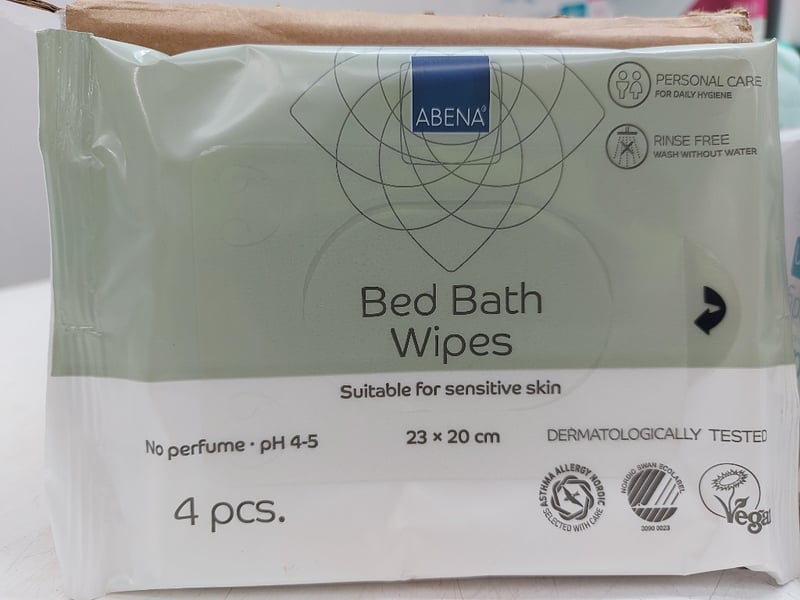 ABENA
PERSONAL CARE
FOR DAILY HYGIENE
RINSE FREE
WASH WITHOUT WATER
Bed Bath
Wipes
Suitable for sensitive skin
No perfume · pH 4-5
23 × 20 cm
DERMATOLOGICALLY TESTED
4 pcs.
ASTHMA ALLERGY NORDIC
SELECTED WITH CARE
NORDIC SWAN ECOLABEL
3090 0023
Vegan